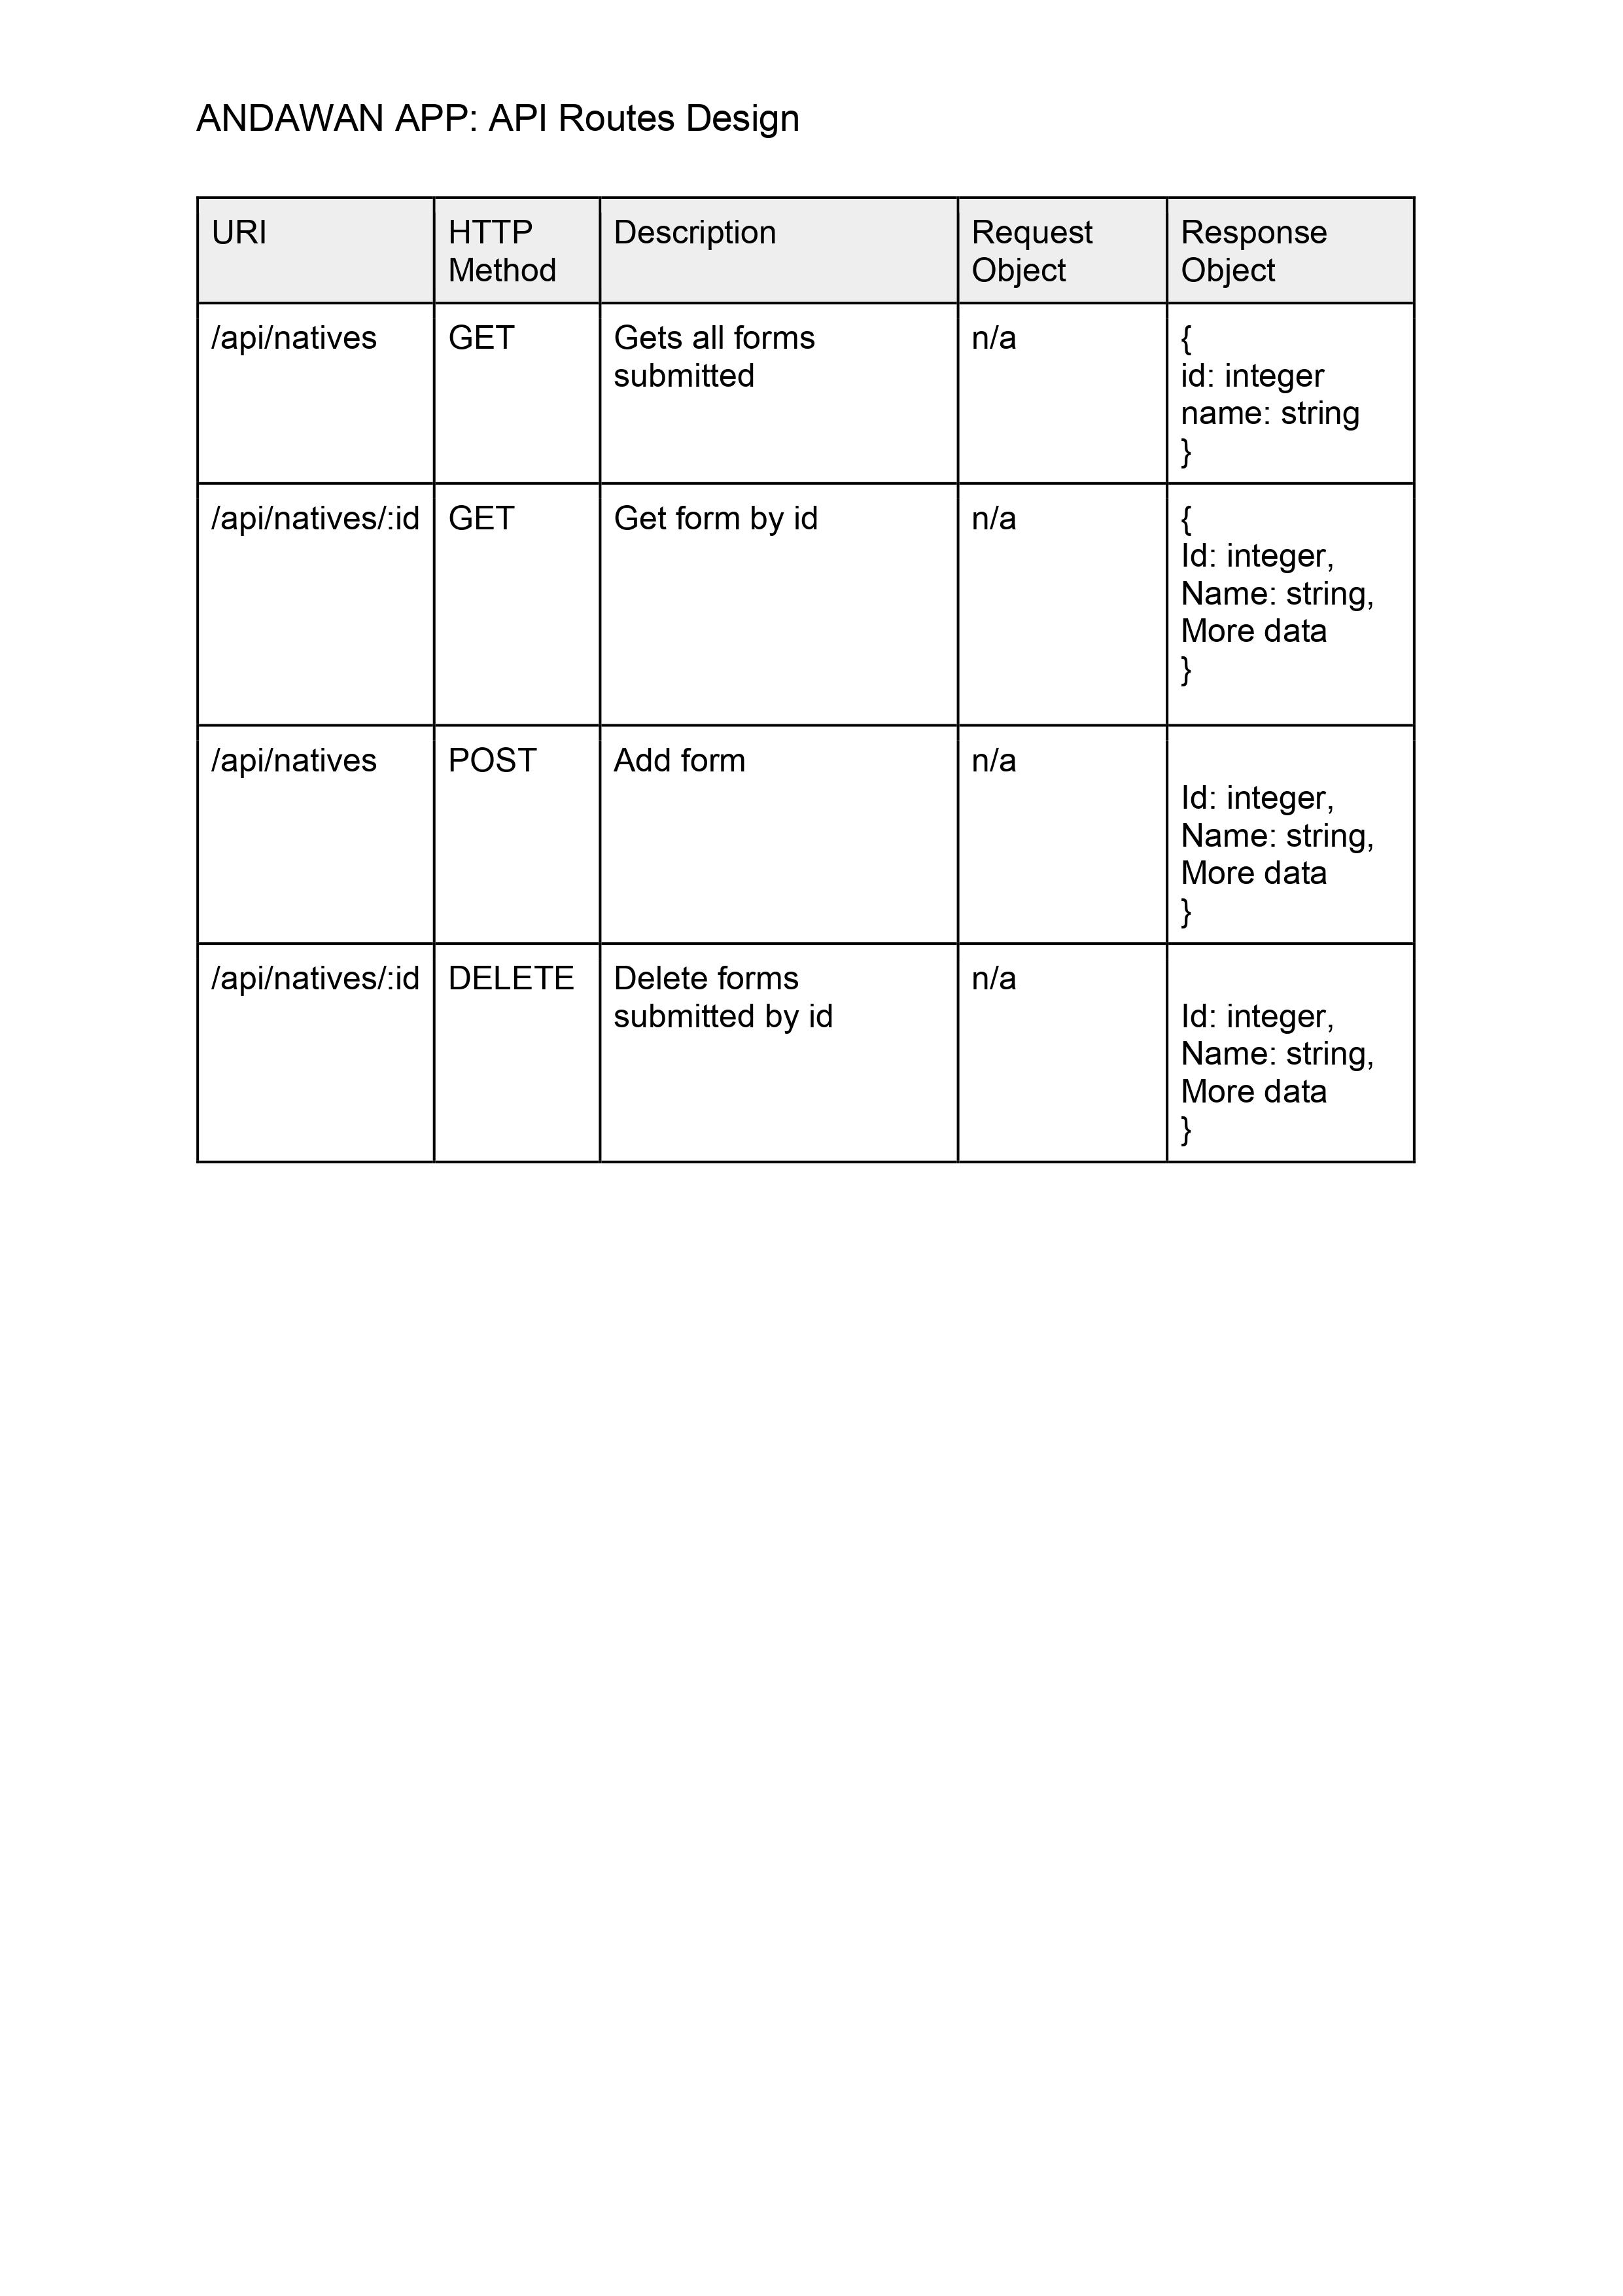 ANDAWAN APP: API Routes Design
URI
HTTP
Method
Description
Request
Object
Response
Object
/api/natives
GET
Gets all forms
submitted
n/a
{
id: integer
name: string
}
/api/natives/:id
GET
Get form by id
n/a
{
Id: integer,
Name: string,
More data
}
/api/natives
POST
Add form
n/a
Id: integer,
Name: string,
More data
}
/api/natives/:id
DELETE
Delete forms
submitted by id
n/a
Id: integer,
Name: string,
More data
}